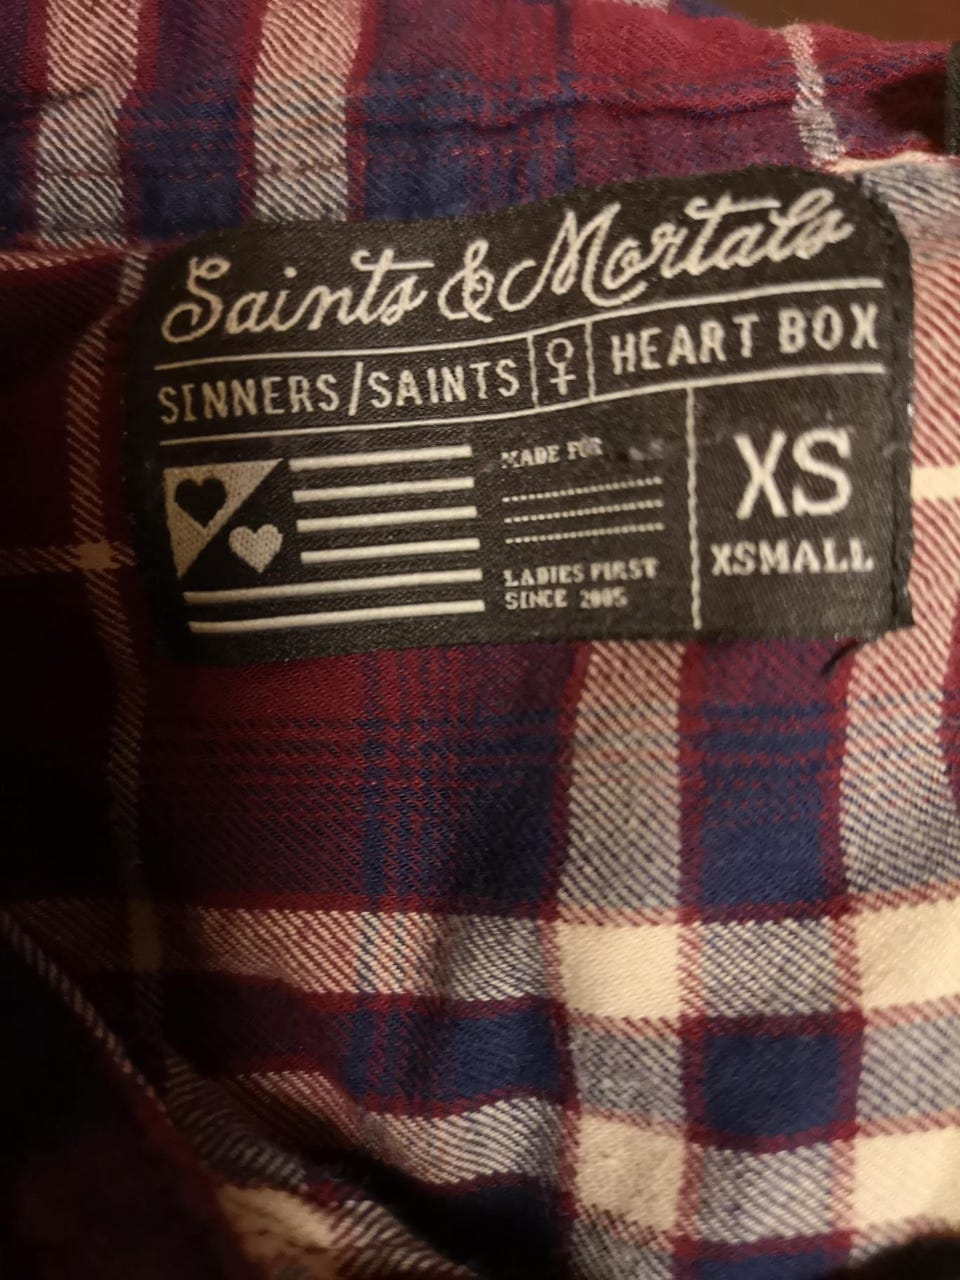 Saints & Mortals
SINNERS/SAINTS ♀ HEART BOX
MADE FOR
XS
XSMALL
LADIES FIRST
SINCE 2005